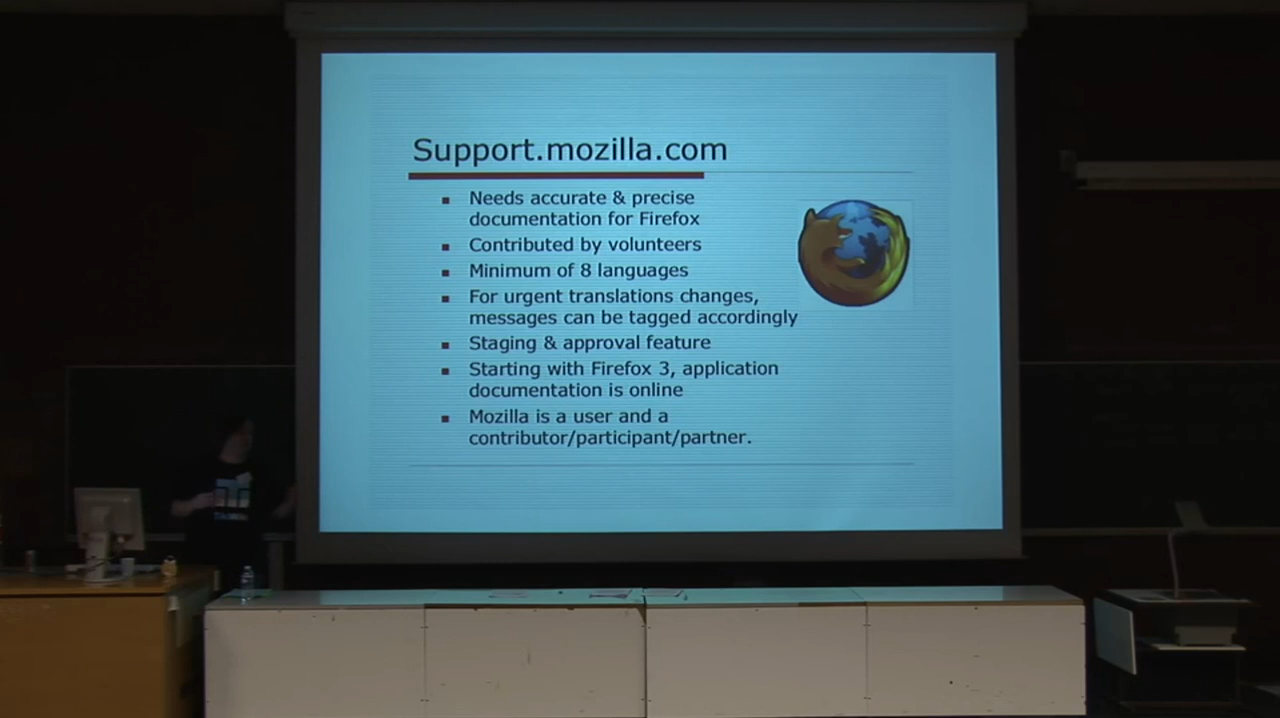 Support.mozilla.com
Needs accurate & precise
documentation for Firefox
Contributed by volunteers
Minimum of 8 languages
For urgent translations changes,
messages can be tagged accordingly
Staging & approval feature
Starting with Firefox 3, application
documentation is online
Mozilla is a user and a
contributor/participant/partner.